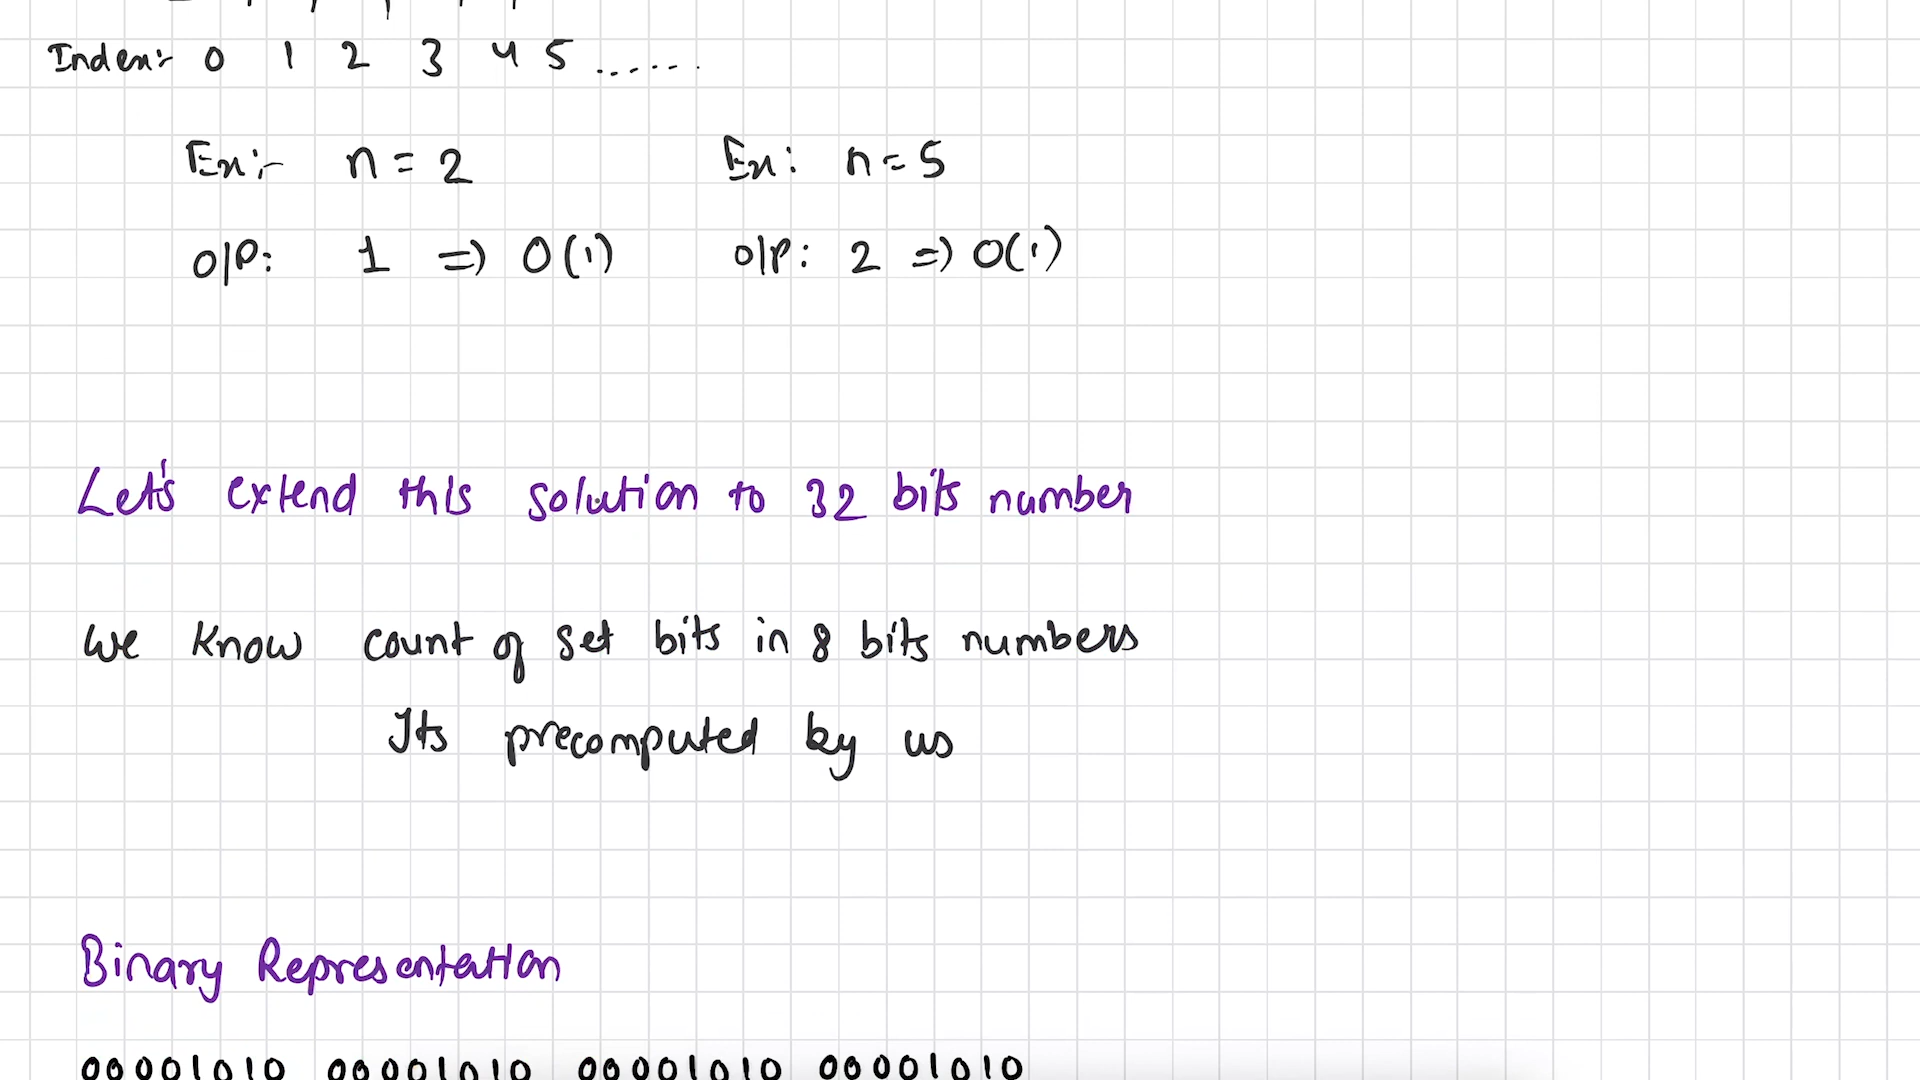 Index:- 0 1 2 3 4 5 ......
Ex:- n = 2 Ex: n = 5
O/P: 1 => O(1) O/P: 2 => O(1)
Let's extend this solution to 32 bits number
We know count of set bits in 8 bits numbers
Its precomputed by us
Binary Representation
00001010 00001010 00001010 00001010